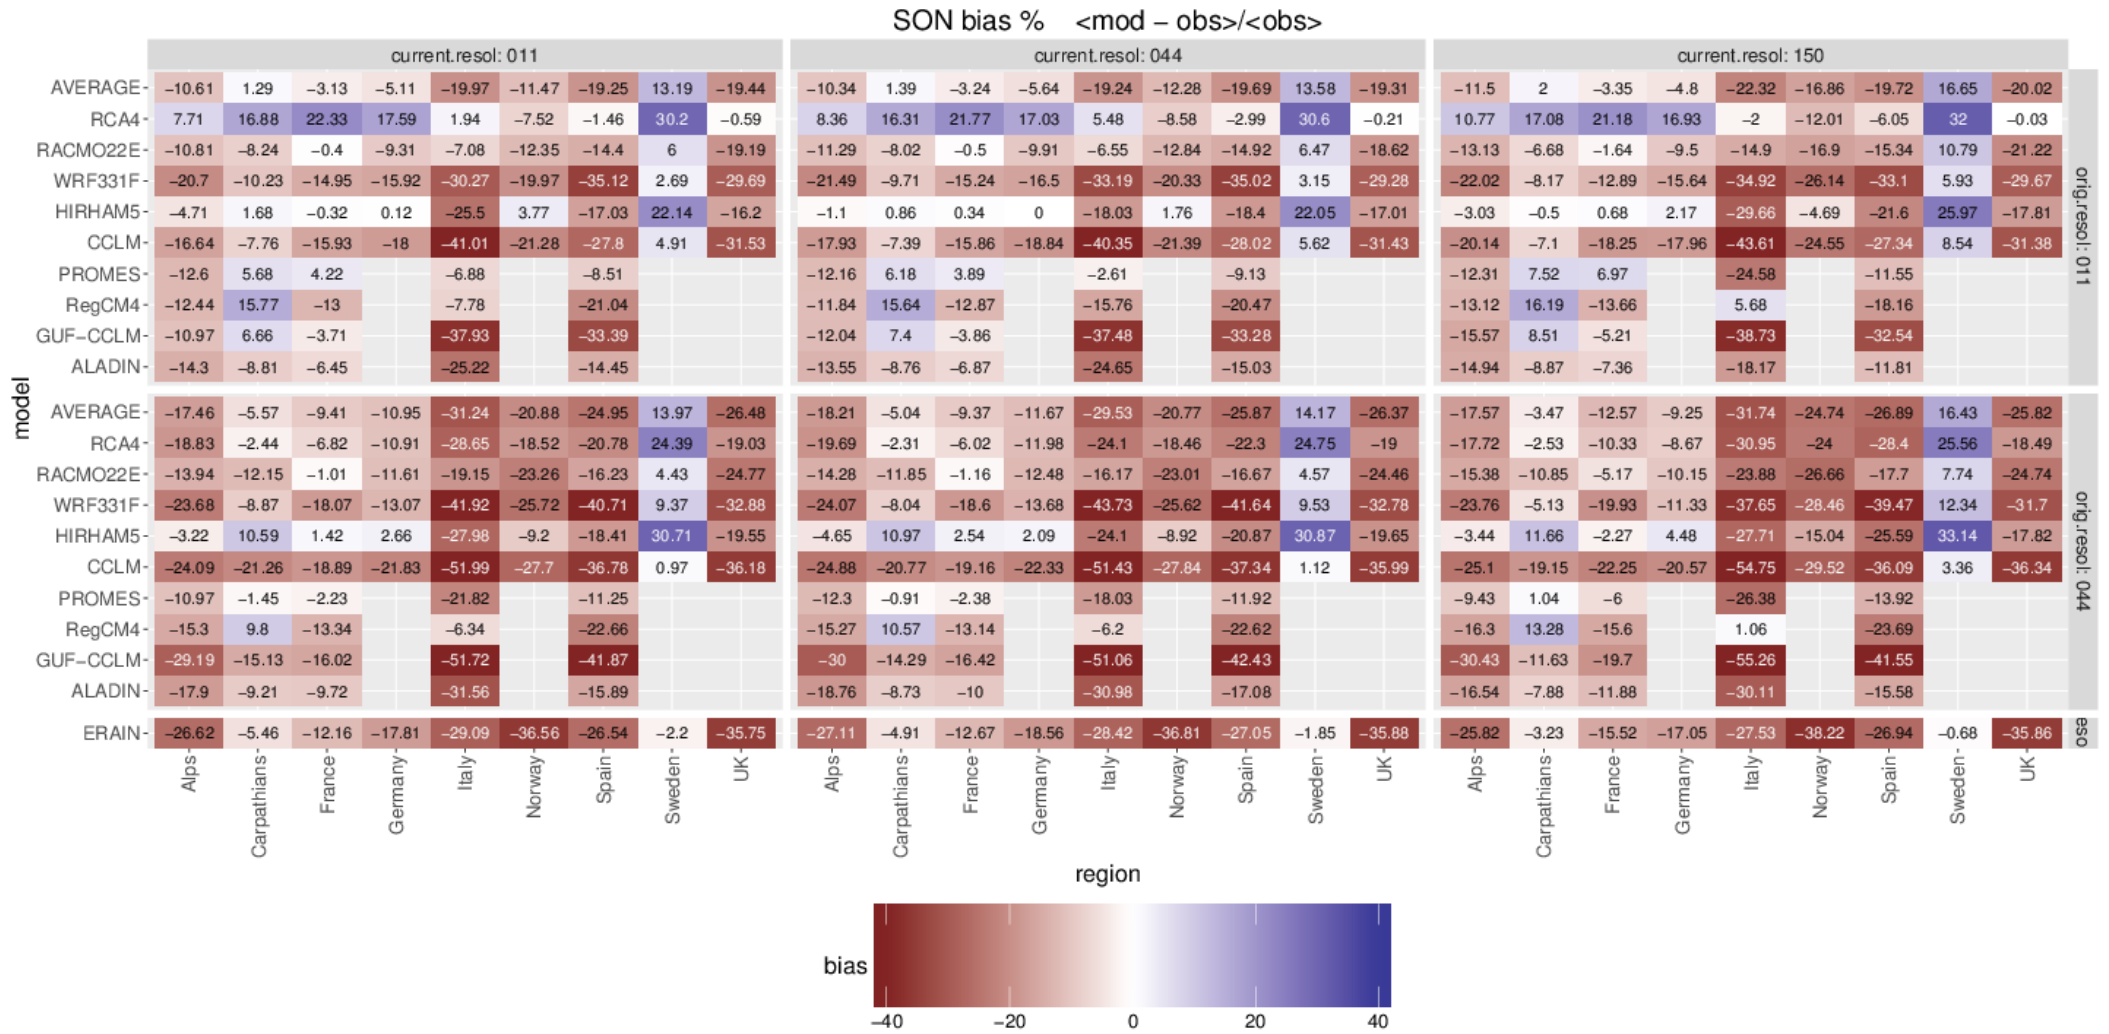 SON bias % <mod − obs>/<obs>
current.resol: 011 current.resol: 044 current.resol: 150
AVERAGE −10.61 1.29 −3.13 −5.11 −19.97 −11.47 −19.25 13.19 −19.44 −10.34 1.39 −3.24 −5.64 −19.24 −12.28 −19.69 13.58 −19.31 −11.5 2 −3.35 −4.8 −22.32 −16.86 −19.72 16.65 −20.02
RCA4 7.71 16.88 22.33 17.59 1.94 −7.52 −1.46 30.2 −0.59 8.36 16.31 21.77 17.03 5.48 −8.58 −2.99 30.6 −0.21 10.77 17.08 21.18 16.93 −2 −12.01 −6.05 32 −0.03
RACMO22E −10.81 −8.24 −0.4 −9.31 −7.08 −12.35 −14.4 6 −19.19 −11.29 −8.02 −0.5 −9.91 −6.55 −12.84 −14.92 6.47 −18.62 −13.13 −6.68 −1.64 −9.5 −14.9 −16.9 −15.34 10.79 −21.22
WRF331F −20.7 −10.23 −14.95 −15.92 −30.27 −19.97 −35.12 2.69 −29.69 −21.49 −9.71 −15.24 −16.5 −33.19 −20.33 −35.02 3.15 −29.28 −22.02 −8.17 −12.89 −15.64 −34.92 −26.14 −33.1 5.93 −29.67
HIRHAM5 −4.71 1.68 −0.32 0.12 −25.5 3.77 −17.03 22.14 −16.2 −1.1 0.86 0.34 0 −18.03 1.76 −18.4 22.05 −17.01 −3.03 −0.5 0.68 2.17 −29.66 −4.69 −21.6 25.97 −17.81
CCLM −16.64 −7.76 −15.93 −18 −41.01 −21.28 −27.8 4.91 −31.53 −17.93 −7.39 −15.86 −18.84 −40.35 −21.39 −28.02 5.62 −31.43 −20.14 −7.1 −18.25 −17.96 −43.61 −24.55 −27.34 8.54 −31.38
PROMES −12.6 5.68 4.22 −6.88 −8.51 −12.16 6.18 3.89 −2.61 −9.13 −12.31 7.52 6.97 −24.58 −11.55
RegCM4 −12.44 15.77 −13 −7.78 −21.04 −11.84 15.64 −12.87 −15.76 −20.47 −13.12 16.19 −13.66 5.68 −18.16
GUF−CCLM −10.97 6.66 −3.71 −37.93 −33.39 −12.04 7.4 −3.86 −37.48 −33.28 −15.57 8.51 −5.21 −38.73 −32.54
ALADIN −14.3 −8.81 −6.45 −25.22 −14.45 −13.55 −8.76 −6.87 −24.65 −15.03 −14.94 −8.87 −7.36 −18.17 −11.81
orig.resol: 011
AVERAGE −17.46 −5.57 −9.41 −10.95 −31.24 −20.88 −24.95 13.97 −26.48 −18.21 −5.04 −9.37 −11.67 −29.53 −20.77 −25.87 14.17 −26.37 −17.57 −3.47 −12.57 −9.25 −31.74 −24.74 −26.89 16.43 −25.82
RCA4 −18.83 −2.44 −6.82 −10.91 −28.65 −18.52 −20.78 24.39 −19.03 −19.69 −2.31 −6.02 −11.98 −24.1 −18.46 −22.3 24.75 −19 −17.72 −2.53 −10.33 −8.67 −30.95 −24 −28.4 25.56 −18.49
RACMO22E −13.94 −12.15 −1.01 −11.61 −19.15 −23.26 −16.23 4.43 −24.77 −14.28 −11.85 −1.16 −12.48 −16.17 −23.01 −16.67 4.57 −24.46 −15.38 −10.85 −5.17 −10.15 −23.88 −26.66 −17.7 7.74 −24.74
WRF331F −23.68 −8.87 −18.07 −13.07 −41.92 −25.72 −40.71 9.37 −32.88 −24.07 −8.04 −18.6 −13.68 −43.73 −25.62 −41.64 9.53 −32.78 −23.76 −5.13 −19.93 −11.33 −37.65 −28.46 −39.47 12.34 −31.7
HIRHAM5 −3.22 10.59 1.42 2.66 −27.98 −9.2 −18.41 30.71 −19.55 −4.65 10.97 2.54 2.09 −24.1 −8.92 −20.87 30.87 −19.65 −3.44 11.66 −2.27 4.48 −27.71 −15.04 −25.59 33.14 −17.82
CCLM −24.09 −21.26 −18.89 −21.83 −51.99 −27.7 −36.78 0.97 −36.18 −24.88 −20.77 −19.16 −22.33 −51.43 −27.84 −37.34 1.12 −35.99 −25.1 −19.15 −22.25 −20.57 −54.75 −29.52 −36.09 3.36 −36.34
PROMES −10.97 −1.45 −2.23 −21.82 −11.25 −12.3 −0.91 −2.38 −18.03 −11.92 −9.43 1.04 −6 −26.38 −13.92
RegCM4 −15.3 9.8 −13.34 −6.34 −22.66 −15.27 10.57 −13.14 −6.2 −22.62 −16.3 13.28 −15.6 1.06 −23.69
GUF−CCLM −29.19 −15.13 −16.02 −51.72 −41.87 −30 −14.29 −16.42 −51.06 −42.43 −30.43 −11.63 −19.7 −55.26 −41.55
ALADIN −17.9 −9.21 −9.72 −31.56 −15.89 −18.76 −8.73 −10 −30.98 −17.08 −16.54 −7.88 −11.88 −30.11 −15.58
orig.resol: 044
ERAIN −26.62 −5.46 −12.16 −17.81 −29.09 −36.56 −26.54 −2.2 −35.75 −27.11 −4.91 −12.67 −18.56 −28.42 −36.81 −27.05 −1.85 −35.88 −25.82 −3.23 −15.52 −17.05 −27.53 −38.22 −26.94 −0.68 −35.86
eso
model
Alps Carpathians France Germany Italy Norway Spain Sweden UK Alps Carpathians France Germany Italy Norway Spain Sweden UK Alps Carpathians France Germany Italy Norway Spain Sweden UK
region
bias
−40 −20 0 20 40